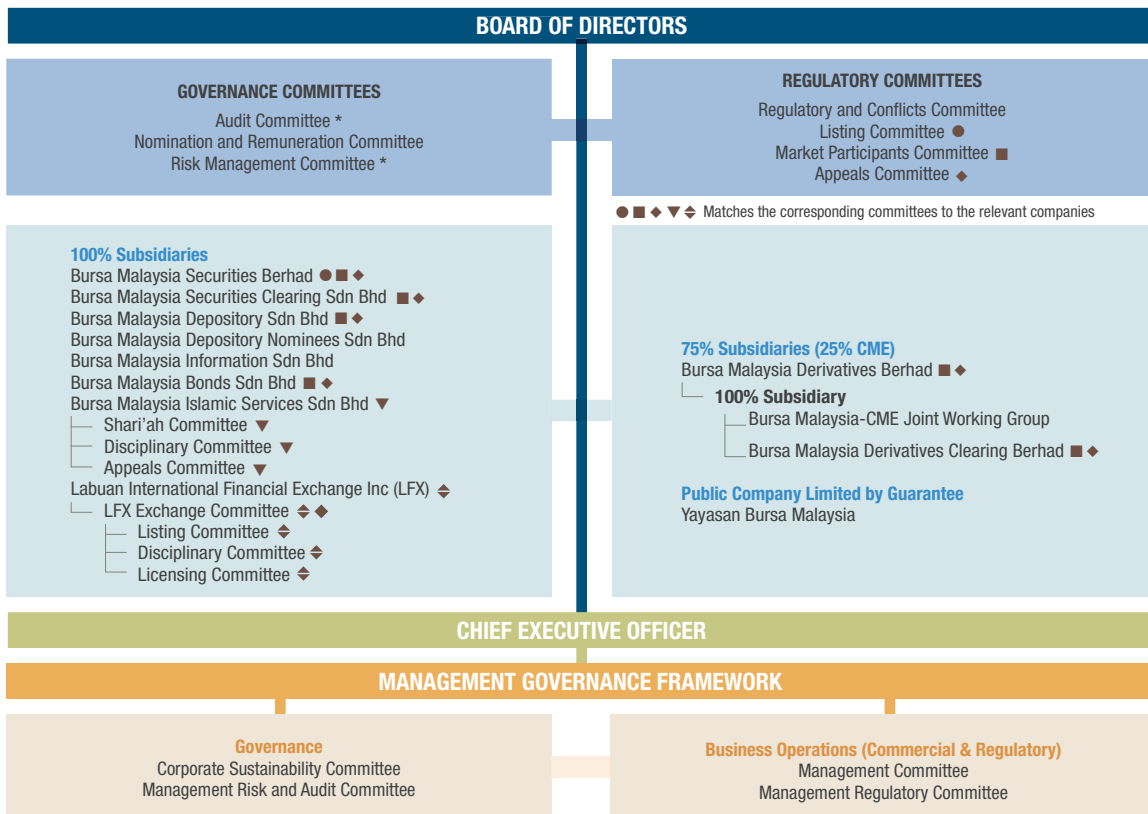 BOARD OF DIRECTORS
GOVERNANCE COMMITTEES
Audit Committee *
Nomination and Remuneration Committee
Risk Management Committee *
REGULATORY COMMITTEES
Regulatory and Conflicts Committee
Listing Committee ●
Market Participants Committee ■
Appeals Committee ◆
● ■ ◆ ▼ ⬘ Matches the corresponding committees to the relevant companies
100% Subsidiaries
Bursa Malaysia Securities Berhad ● ■ ◆
Bursa Malaysia Securities Clearing Sdn Bhd ■ ◆
Bursa Malaysia Depository Sdn Bhd ■ ◆
Bursa Malaysia Depository Nominees Sdn Bhd
Bursa Malaysia Information Sdn Bhd
Bursa Malaysia Bonds Sdn Bhd ■ ◆
Bursa Malaysia Islamic Services Sdn Bhd ▼
Shari'ah Committee ▼
Disciplinary Committee ▼
Appeals Committee ▼
Labuan International Financial Exchange Inc (LFX) ⬘
LFX Exchange Committee ⬘ ◆
Listing Committee ⬘
Disciplinary Committee ⬘
Licensing Committee ⬘
75% Subsidiaries (25% CME)
Bursa Malaysia Derivatives Berhad ■ ◆
100% Subsidiary
Bursa Malaysia-CME Joint Working Group
Bursa Malaysia Derivatives Clearing Berhad ■ ◆
Public Company Limited by Guarantee
Yayasan Bursa Malaysia
CHIEF EXECUTIVE OFFICER
MANAGEMENT GOVERNANCE FRAMEWORK
Governance
Corporate Sustainability Committee
Management Risk and Audit Committee
Business Operations (Commercial & Regulatory)
Management Committee
Management Regulatory Committee